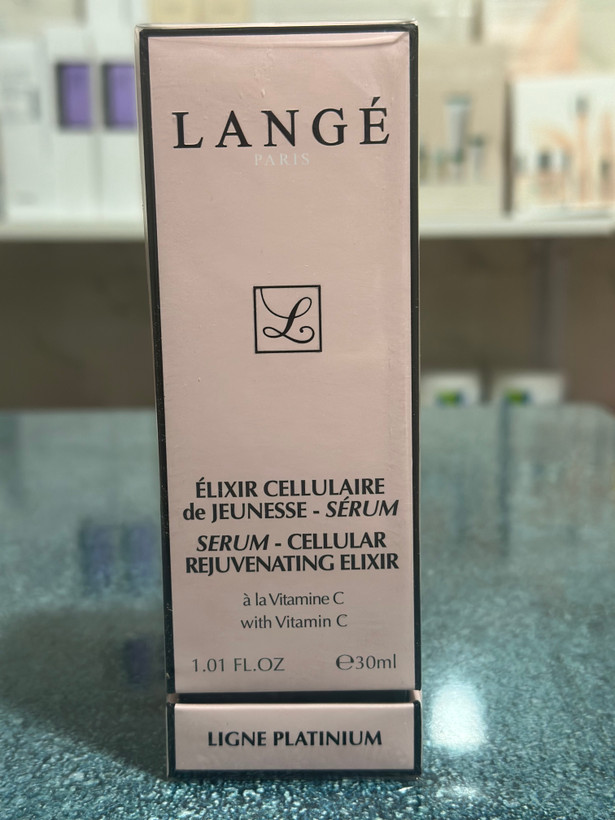 LANGÉ
PARIS
L
ÉLIXIR CELLULAIRE
de JEUNESSE - SÉRUM
SERUM - CELLULAR
REJUVENATING ELIXIR
à la Vitamine C
with Vitamin C
1.01 FL.OZ ℮30ml
LIGNE PLATINIUM